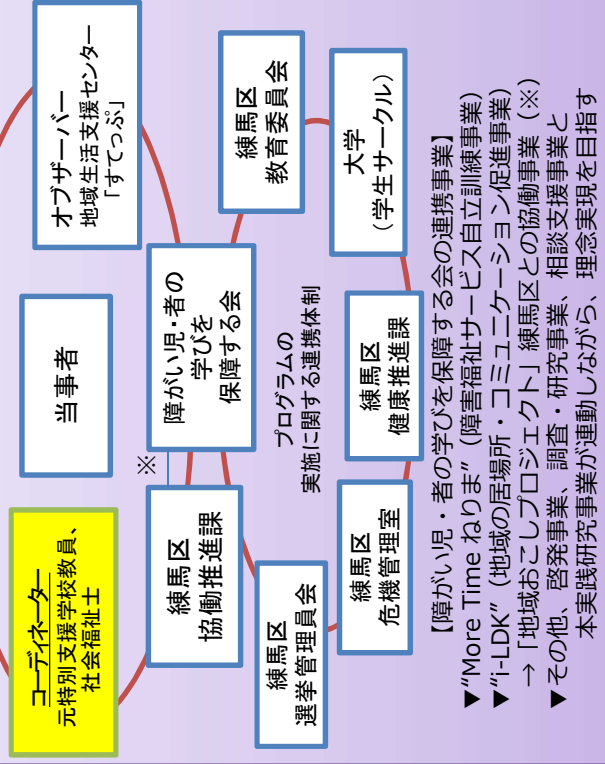 コーディネーター
元特別支援学校教員、
社会福祉士
当事者
オブザーバー
地域生活支援センター
「すてっぷ」
練馬区
協働推進課
※
障がい児・者の
学びを
保障する会
練馬区
教育委員会
練馬区
選挙管理員会
プログラムの
実施に関する連携体制
大学
（学生サークル）
練馬区
危機管理室
練馬区
健康推進課
【障がい児・者の学びを保障する会の連携事業】
▼“More Time ねりま”（障害福祉サービス自立訓練事業）
▼“i-LDK”（地域の居場所・コミュニケーション促進事業）
→「地域おこしプロジェクト」練馬区との協働事業（※）
▼その他、啓発事業、調査・研究事業、相談支援事業と
本実践研究事業が連動しながら、理念実現を目指す